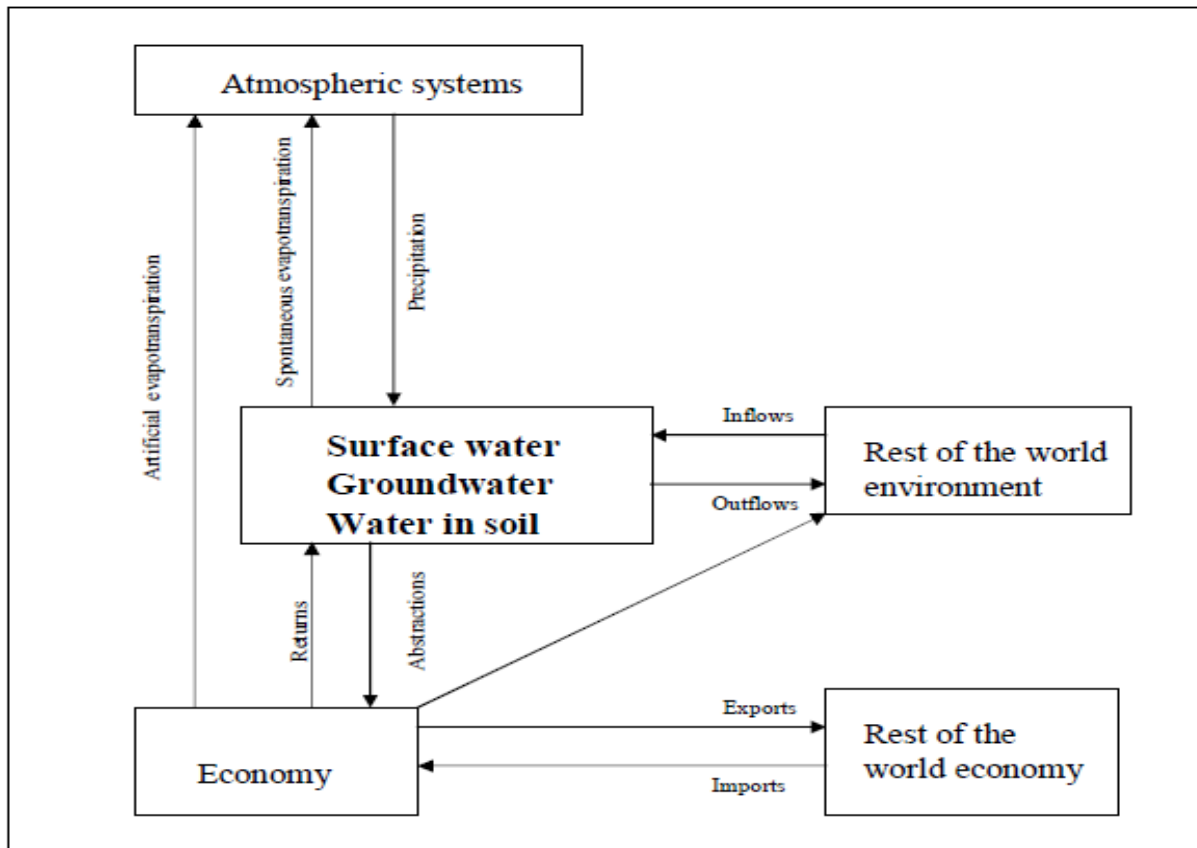 Atmospheric systems
Artificial evapotranspiration
Spontaneous evapotranspiration
Precipitation
Surface water
Groundwater
Water in soil
Inflows
Outflows
Rest of the world
environment
Returns
Abstractions
Economy
Exports
Imports
Rest of the
world economy